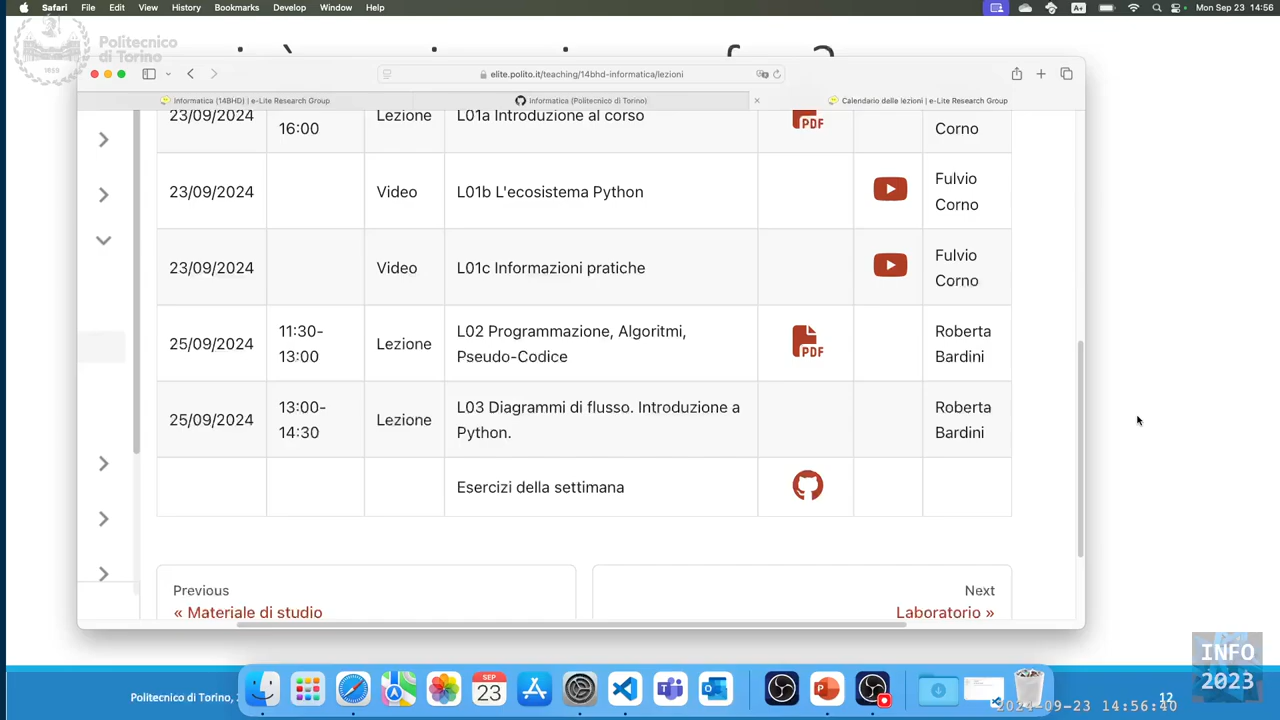 Safari File Edit View History Bookmarks Develop Window Help
Mon Sep 23 14:56
Politecnico
di Torino
elite.polito.it/teaching/14bhd-informatica/lezioni
Informatica (14BHD) | e-Lite Research Group
Informatica (Politecnico di Torino)
Calendario delle lezioni | e-Lite Research Group
23/09/2024 16:00 Lezione L01a Introduzione al corso PDF Corno
23/09/2024 Video L01b L'ecosistema Python Fulvio
Corno
23/09/2024 Video L01c Informazioni pratiche Fulvio
Corno
25/09/2024 11:30-
13:00 Lezione L02 Programmazione, Algoritmi,
Pseudo-Codice PDF Roberta
Bardini
25/09/2024 13:00-
14:30 Lezione L03 Diagrammi di flusso. Introduzione a
Python. Roberta
Bardini
Esercizi della settimana
Previous
« Materiale di studio
Next
Laboratorio »
Politecnico di Torino,
SEP
23
12
INFO
2023
2024-09-23 14:56:40